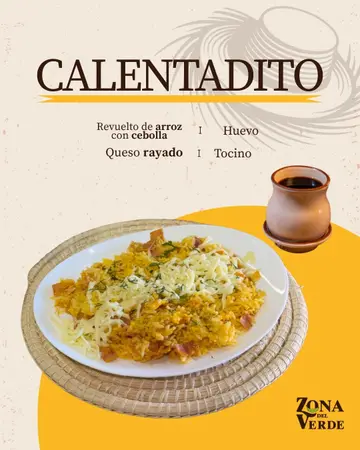 CALENTADITO
Revuelto de arroz
con cebolla
I
Huevo
Queso rayado
I
Tocino
ZONA
DEL
VERDE